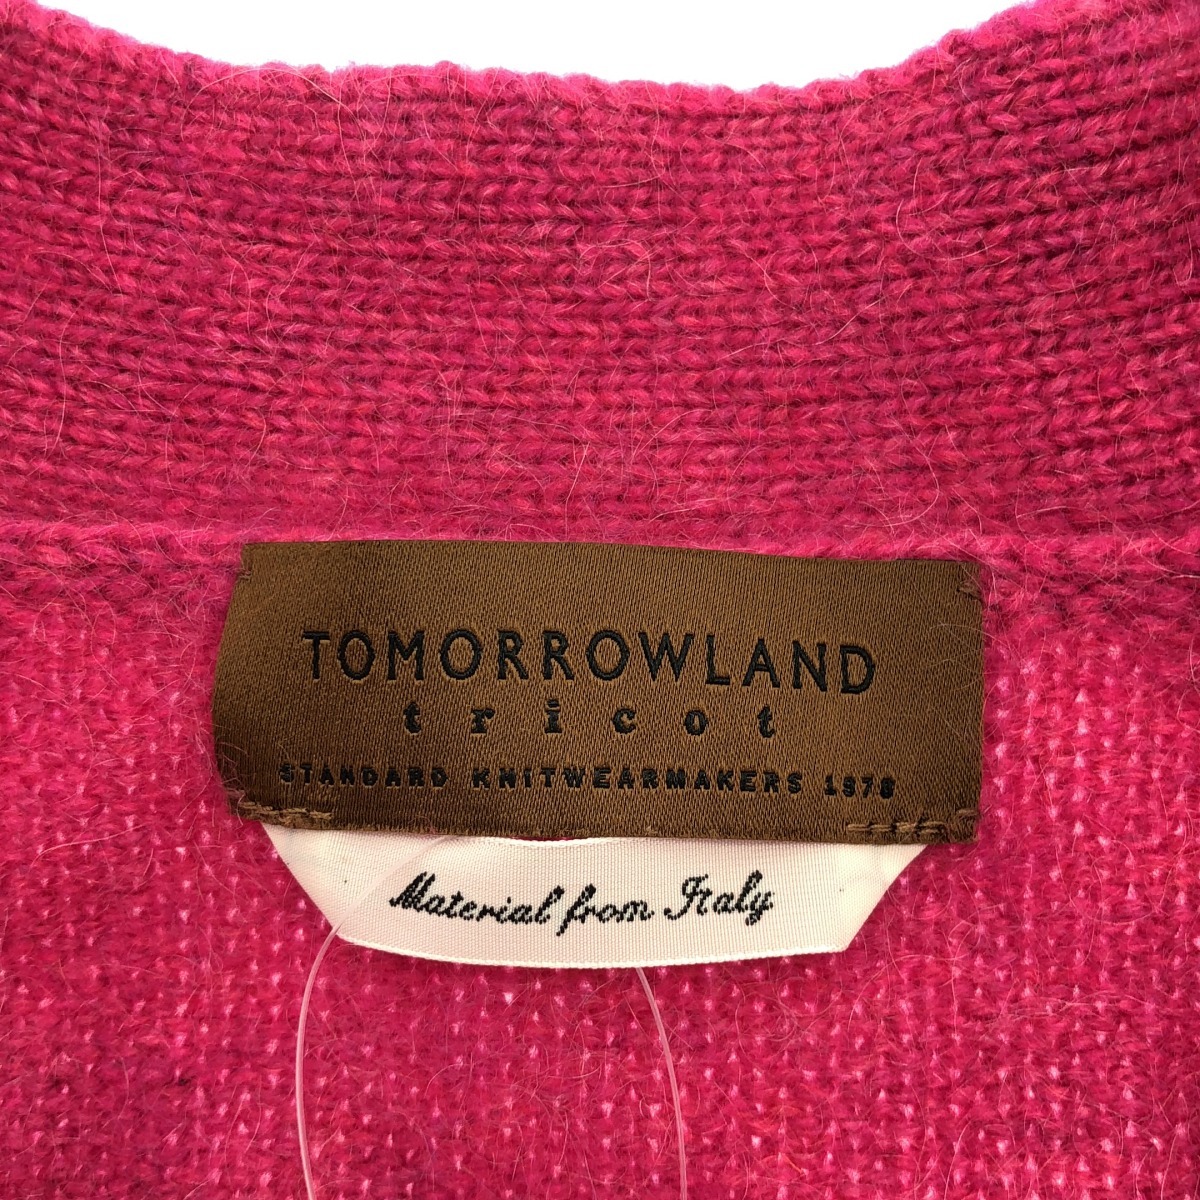 TOMORROWLAND
tricot
STANDARD KNITWEARMAKERS 1978
Material from Italy